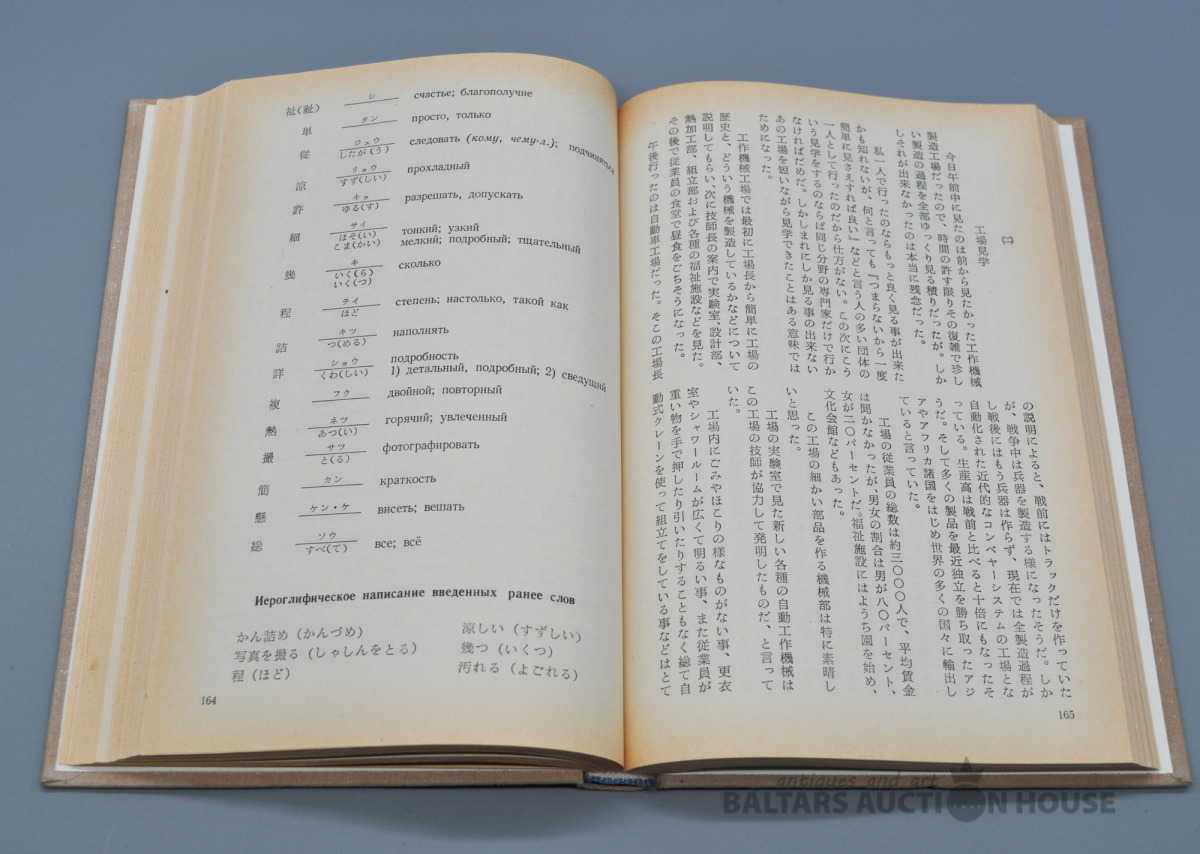 祉(祉) シ счастье; благополучие
単 タン просто, только
従 ジュウ したが(う) следовать (кому, чему-л.); подчиняться
涼 リョウ すず(しい) прохладный
許 キョ ゆる(す) разрешать, допускать
細 サイ ほそ(い) こま(かい) тонкий; узкий
мелкий; подробный; тщательный
幾 キ いく(ら) いく(つ) сколько
程 テイ ほど степень; настолько, такой как
詰 キツ つ(める) наполнять
詳 ショウ くわ(しい) подробность
1) детальный, подробный; 2) сведущий
複 フク двойной; повторный
熱 ネツ あつ(い) горячий; увлеченный
撮 サツ と(る) фотографировать
簡 カン краткость
懸 ケン・ケ висеть; вешать
総 ソウ すべ(て) все; всё
Иероглифическое написание введенных ранее слов
かん詰め（かんづめ）
写真を撮る（しゃしんをとる）
程（ほど）
涼しい（すずしい）
幾つ（いくつ）
汚れる（よごれる）
164
(二)
工場見学
今日午前中に見たのは前から見たかった工作機械
製造工場だったので、時間の許す限りその復雑で珍し
い製造の過程を全部ゆっくり見る積りだったが。しか
しそれが出来なかったのは本当に残念だった。
私一人で行ったのならもっと良く見る事が出来た
かも知れないが、何と言っても『つまらないから一度
簡単に見さえすれば良い』などと言う人の多い団体の
一人として行ったのだから仕方がない。この次にこう
いう見学をするのならば同じ分野の専門家だけで行か
なければだめだ。しかしまれにしか見る事の出来ない
あの工場を短いながら見学できたことはある意味では
ためになった。
工作機械工場では最初に工場長から簡単に工場の
歴史と、どういう機械を製造しているかなどについて
説明してもらい、次に技師長の案内で実験室、設計部、
熱加工部、組立部および各種の福祉施設などを見た。
その後で従業員の食堂で昼食をごちそうになった。
午後行ったのは自動車工場だった。そこの工場長
の説明によると、戦前にはトラックだけを作っていた
が、戦争中は兵器を製造する様になったそうだ。しか
し戦後にはもう兵器は作らず、現在では全製造過程が
自動化された近代的なコンベヤーシステムの工場とな
っている。生産高は戦前と比べると十倍にもなったそ
うだ。そして多くの製品を最近独立を勝ち取ったアジ
アやアフリカ諸国をはじめ世界の多くの国々に輸出し
ていると言っていた。
工場の従業員の総数は約三〇〇〇人で、平均賃金
は聞かなかったが、男女の割合は男が八〇パーセント、
女が二〇パーセントだ。福祉施設にはようち園を始め、
文化会館などもあった。
この工場の細かい部品を作る機械部は特に素晴し
いと思った。
工場の実験室で見た新しい各種の自動工作機械は
この工場の技師が協力して発明したものだ、と言って
いた。
工場内にごみやほこりの様なものがない事、更衣
室やシャワールームが広くて明るい事、また従業員が
重い物を手で押したり引いたりすることもなく総て自
動式クレーンを使って組立てをしている事などはとて
165
antiques and art
BALTARS AUCTION HOUSE